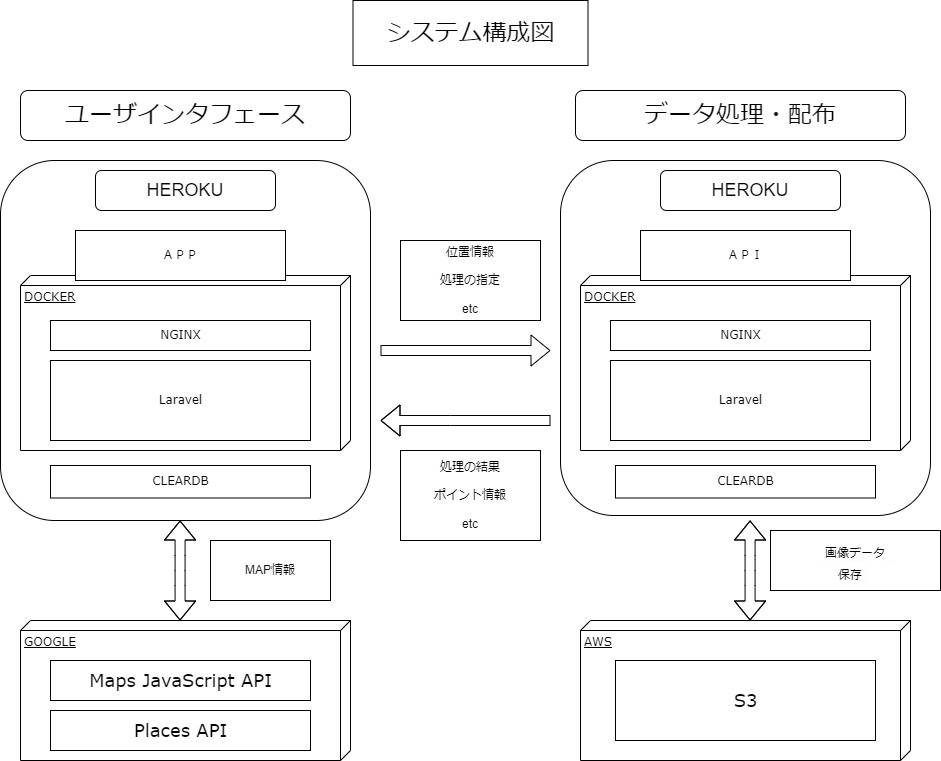 システム構成図
ユーザインタフェース
データ処理・配布
HEROKU
ＡＰＰ
DOCKER
NGINX
Laravel
CLEARDB
位置情報
処理の指定
etc
処理の結果
ポイント情報
etc
HEROKU
ＡＰＩ
DOCKER
NGINX
Laravel
CLEARDB
MAP情報
画像データ
保存
GOOGLE
Maps JavaScript API
Places API
AWS
S3